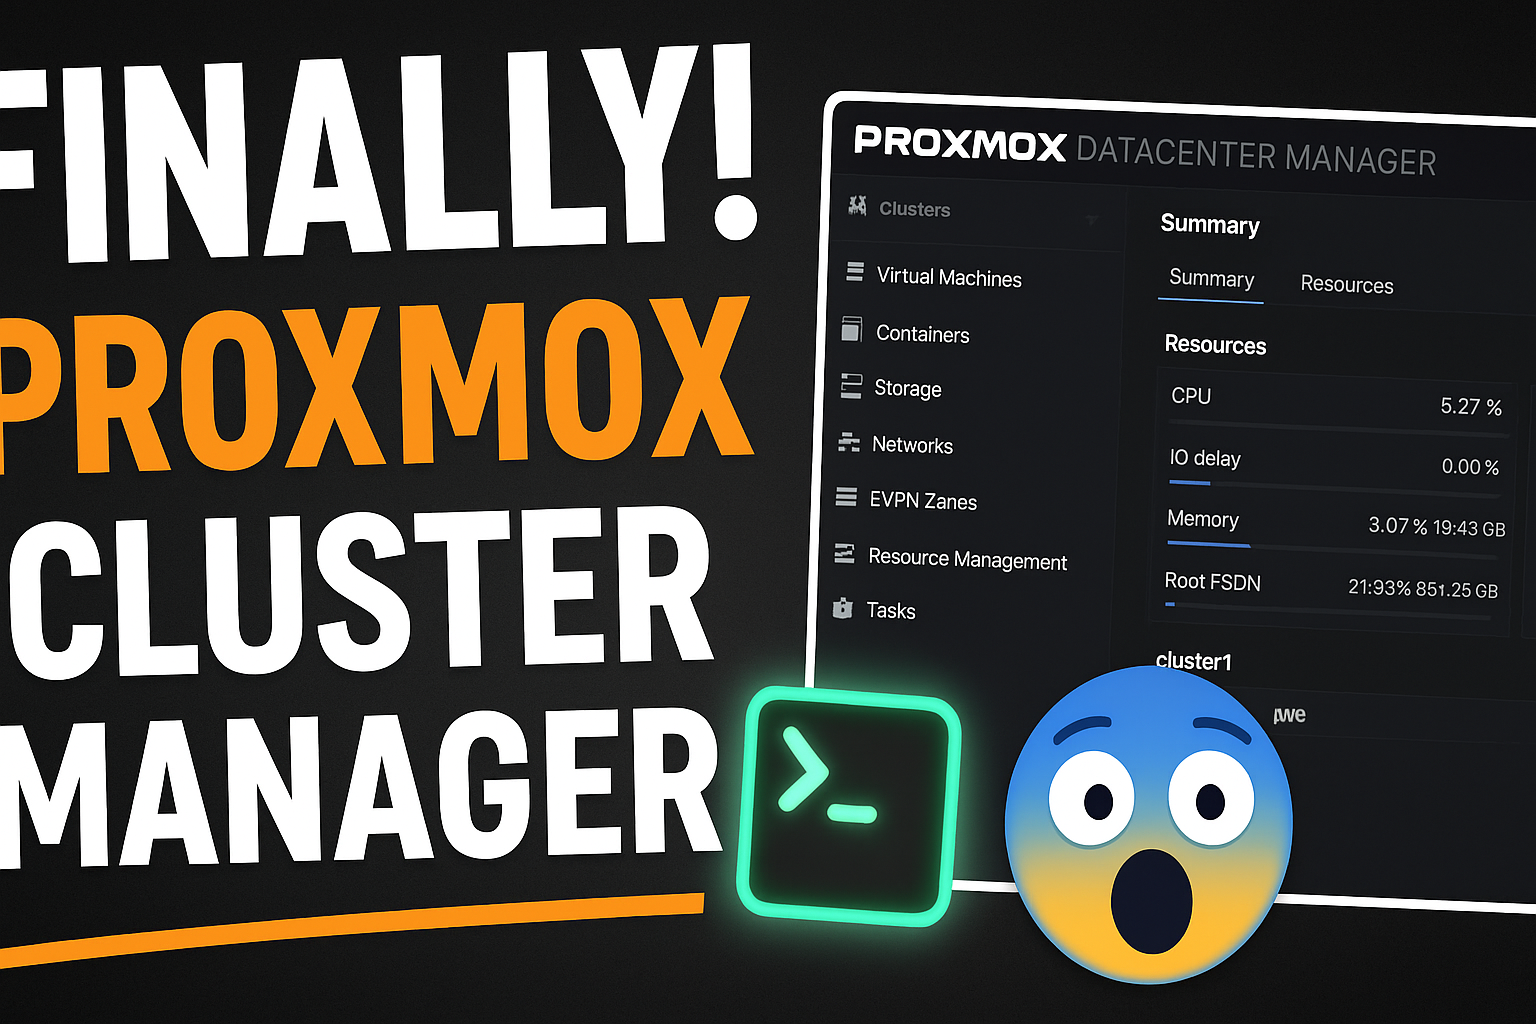 FINALLY!
PROXMOX
CLUSTER
MANAGER
PROXMOX DATACENTER MANAGER
Clusters
Virtual Machines
Containers
Storage
Networks
EVPN Zanes
Resource Management
Tasks
Summary
Summary Resources
Resources
CPU 5.27 %
IO delay 0.00 %
Memory 3.07 % 19:43 GB
Root FSDN 21:93% 851.25 GB
cluster1
>_